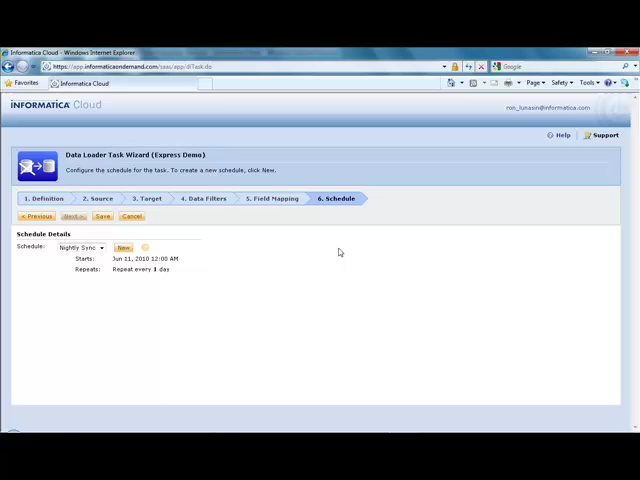 Informatica Cloud - Windows Internet Explorer
https://app.informaticaondemand.com/saas/app/diTask.do
Google
Favorites
Informatica Cloud
Page
Safety
Tools
INFORMATICA Cloud
ron_lunasin@informatica.com
Help
Support
Data Loader Task Wizard (Express Demo)
Configure the schedule for the task. To create a new schedule, click New.
1. Definition
2. Source
3. Target
4. Data Filters
5. Field Mapping
6. Schedule
< Previous
Next >
Save
Cancel
Schedule Details
Schedule:
Nightly Sync
New
Starts:
Jun 11, 2010 12:00 AM
Repeats:
Repeat every 1 day